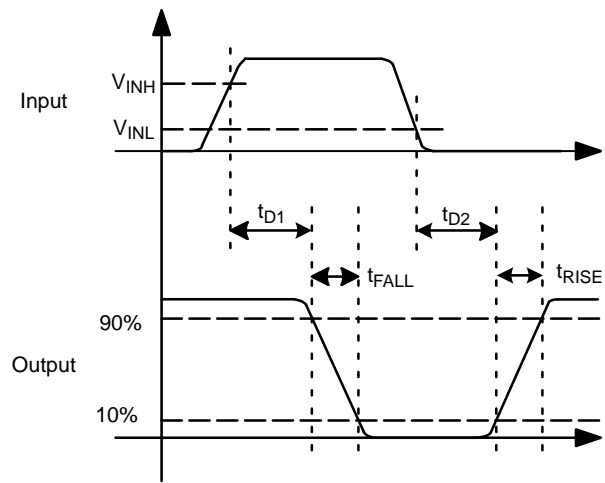 V_INH
Input
V_INL
t_D1
t_D2
t_FALL
t_RISE
90%
Output
10%